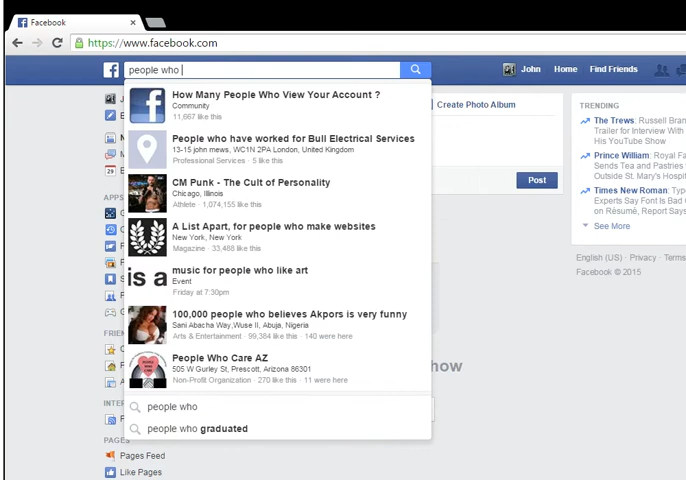 Facebook
https://www.facebook.com
people who
John Home Find Friends
How Many People Who View Your Account ?
Community
11,667 like this
People who have worked for Bull Electrical Services
13-15 john mews, WC1N 2PA London, United Kingdom
Professional Services · 5 like this
CM Punk - The Cult of Personality
Chicago, Illinois
Athlete · 1,074,155 like this
A List Apart, for people who make websites
New York, New York
Magazine · 33,488 like this
is a
music for people who like art
Event
Friday at 7:30pm
100,000 people who believes Akpors is very funny
Sani Abacha Way,Wuse II, Abuja, Nigeria
Arts & Entertainment · 99,384 like this · 140 were here
People Who Care AZ
505 W Gurley St, Prescott, Arizona 86301
Non-Profit Organization · 270 like this · 11 were here
people who
people who graduated
Create Photo Album
Post
how
TRENDING
The Trews: Russell Bran
Trailer for Interview With
His YouTube Show
Prince William: Royal Fa
Sends Tea and Pastries
Outside St. Mary's Hospit
Times New Roman: Type
Experts Say Font Is Bad C
on Résumé, Report Says
See More
English (US) · Privacy · Terms
Facebook © 2015
APPS
FRIEN
INTE
PAGES
Pages Feed
Like Pages